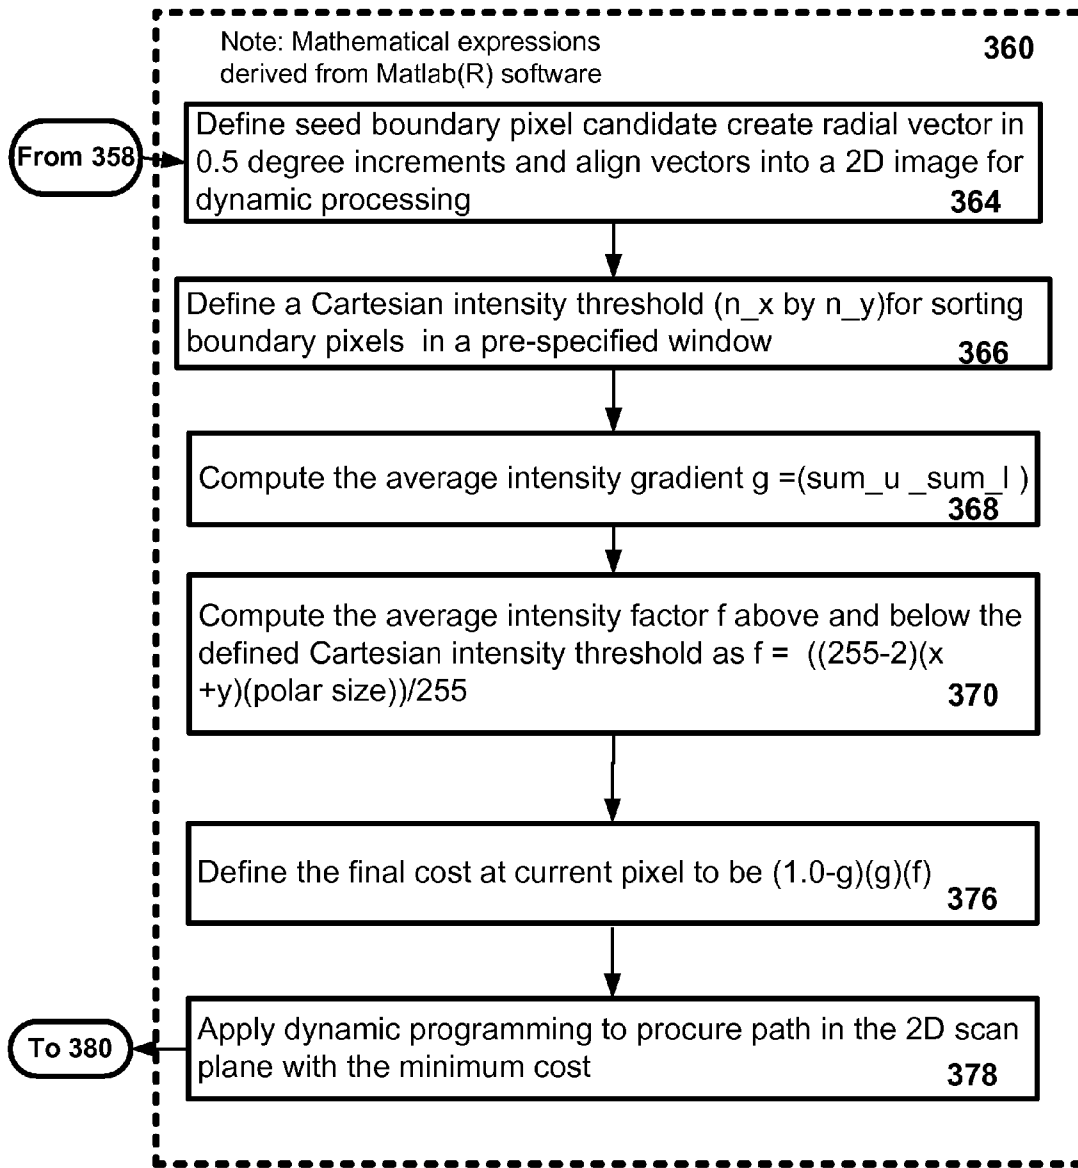 Note: Mathematical expressions
derived from Matlab(R) software
360
From 358
Define seed boundary pixel candidate create radial vector in
0.5 degree increments and align vectors into a 2D image for
dynamic processing
364
Define a Cartesian intensity threshold (n_x by n_y)for sorting
boundary pixels in a pre-specified window
366
Compute the average intensity gradient g =(sum_u _sum_l )
368
Compute the average intensity factor f above and below the
defined Cartesian intensity threshold as f = ((255-2)(x
+y)(polar size))/255
370
Define the final cost at current pixel to be (1.0-g)(g)(f)
376
Apply dynamic programming to procure path in the 2D scan
plane with the minimum cost
378
To 380